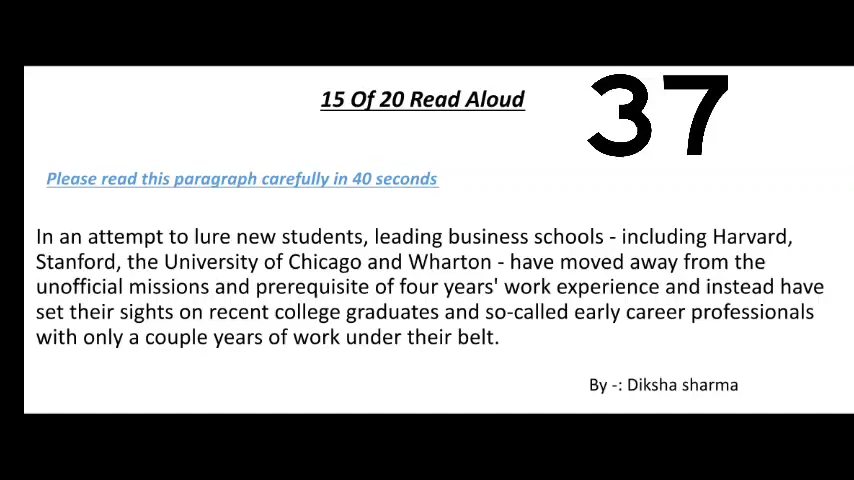 15 Of 20 Read Aloud
37
Please read this paragraph carefully in 40 seconds
In an attempt to lure new students, leading business schools - including Harvard,
Stanford, the University of Chicago and Wharton - have moved away from the
unofficial missions and prerequisite of four years' work experience and instead have
set their sights on recent college graduates and so-called early career professionals
with only a couple years of work under their belt.
By -: Diksha sharma